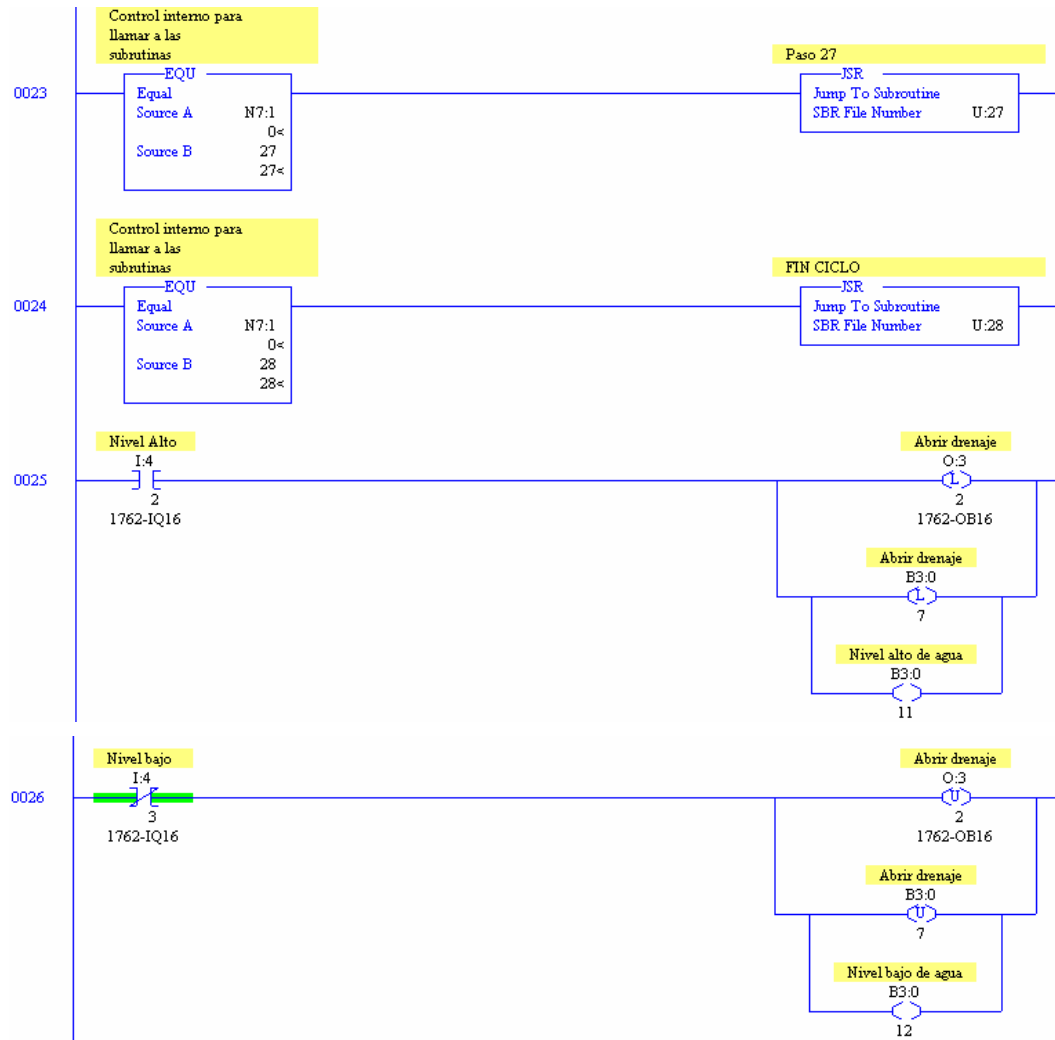 Control interno para
llamar a las
subrutinas
Paso 27
EQU
JSR
0023
Equal
Jump To Subroutine
Source A N7:1
SBR File Number U:27
0<
Source B 27
27<
Control interno para
llamar a las
subrutinas
FIN CICLO
EQU
JSR
0024
Equal
Jump To Subroutine
Source A N7:1
SBR File Number U:28
0<
Source B 28
28<
Nivel Alto
Abrir drenaje
I:4
O:3
0025
L
2
2
1762-IQ16
1762-OB16
Abrir drenaje
B3:0
L
7
Nivel alto de agua
B3:0
11
Nivel bajo
Abrir drenaje
I:4
O:3
0026
U
3
2
1762-IQ16
1762-OB16
Abrir drenaje
B3:0
U
7
Nivel bajo de agua
B3:0
12